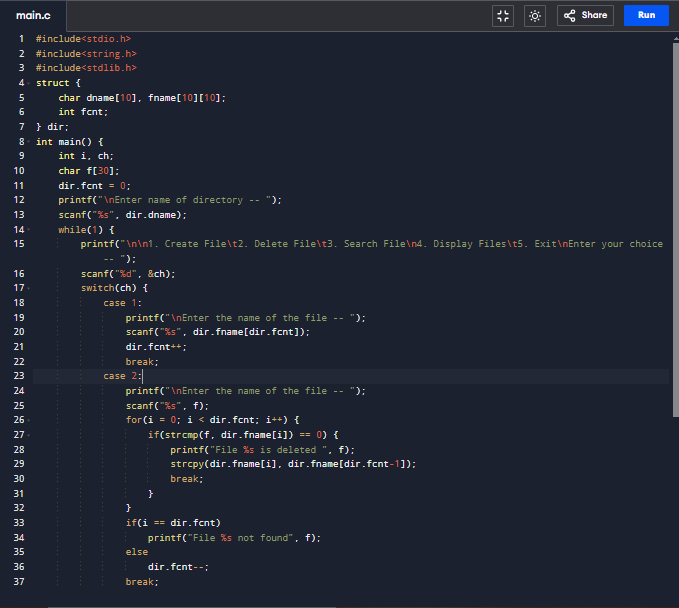 main.c
Share
Run
1 #include<stdio.h>
2 #include<string.h>
3 #include<stdlib.h>
4 struct {
5     char dname[10], fname[10][10];
6     int fcnt;
7 } dir;
8 int main() {
9     int i, ch;
10     char f[30];
11     dir.fcnt = 0;
12     printf("\nEnter name of directory -- ");
13     scanf("%s", dir.dname);
14     while(1) {
15         printf("\n\n1. Create File\t2. Delete File\t3. Search File\n4. Display Files\t5. Exit\nEnter your choice
            -- ");
16         scanf("%d", &ch);
17         switch(ch) {
18             case 1:
19                 printf("\nEnter the name of the file -- ");
20                 scanf("%s", dir.fname[dir.fcnt]);
21                 dir.fcnt++;
22                 break;
23             case 2:
24                 printf("\nEnter the name of the file -- ");
25                 scanf("%s", f);
26                 for(i = 0; i < dir.fcnt; i++) {
27                     if(strcmp(f, dir.fname[i]) == 0) {
28                         printf("File %s is deleted ", f);
29                         strcpy(dir.fname[i], dir.fname[dir.fcnt-1]);
30                         break;
31                     }
32                 }
33                 if(i == dir.fcnt)
34                     printf("File %s not found", f);
35                 else
36                     dir.fcnt--;
37                 break;